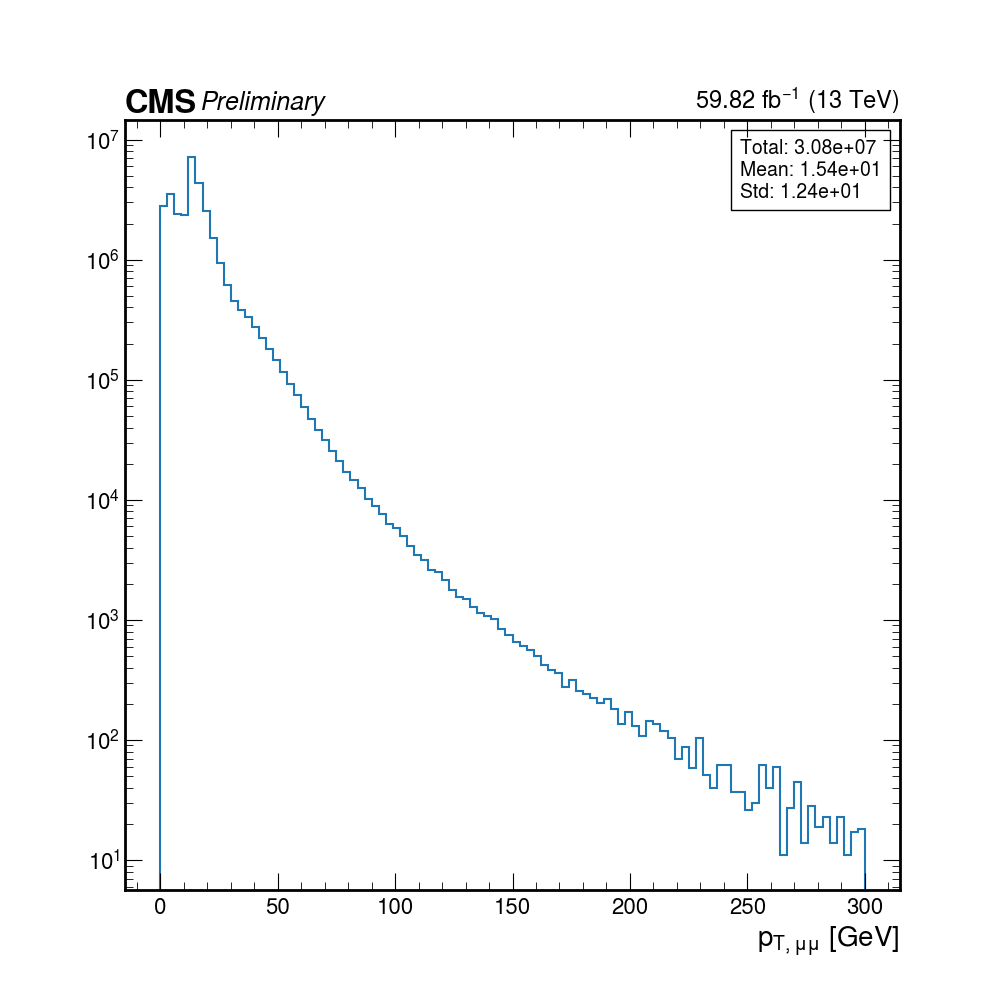 CMS Preliminary 59.82 fb⁻¹ (13 TeV)
Total: 3.08e+07
Mean: 1.54e+01
Std: 1.24e+01
10⁷
10⁶
10⁵
10⁴
10³
10²
10¹
0 50 100 150 200 250 300
p_T, μμ [GeV]